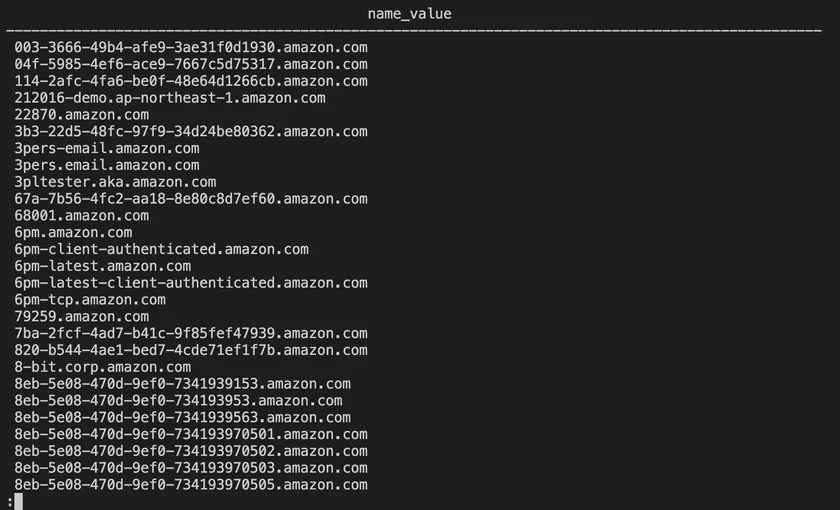 name_value
003-3666-49b4-afe9-3ae31f0d1930.amazon.com
04f-5985-4ef6-ace9-7667c5d75317.amazon.com
114-2afc-4fa6-be0f-48e64d1266cb.amazon.com
212016-demo.ap-northeast-1.amazon.com
22870.amazon.com
3b3-22d5-48fc-97f9-34d24be80362.amazon.com
3pers-email.amazon.com
3pers.email.amazon.com
3pltester.aka.amazon.com
67a-7b56-4fc2-aa18-8e80c8d7ef60.amazon.com
68001.amazon.com
6pm.amazon.com
6pm-client-authenticated.amazon.com
6pm-latest.amazon.com
6pm-latest-client-authenticated.amazon.com
6pm-tcp.amazon.com
79259.amazon.com
7ba-2fcf-4ad7-b41c-9f85fef47939.amazon.com
820-b544-4ae1-bed7-4cde71ef1f7b.amazon.com
8-bit.corp.amazon.com
8eb-5e08-470d-9ef0-7341939153.amazon.com
8eb-5e08-470d-9ef0-734193953.amazon.com
8eb-5e08-470d-9ef0-7341939563.amazon.com
8eb-5e08-470d-9ef0-734193970501.amazon.com
8eb-5e08-470d-9ef0-734193970502.amazon.com
8eb-5e08-470d-9ef0-734193970503.amazon.com
8eb-5e08-470d-9ef0-734193970505.amazon.com
: